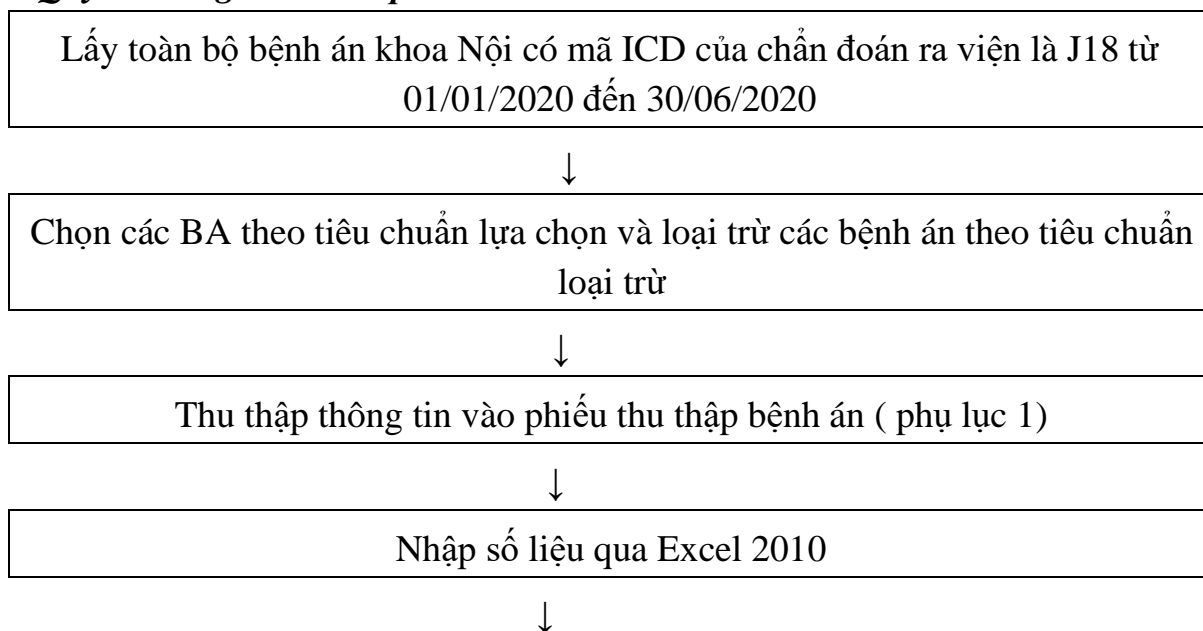 Lấy toàn bộ bệnh án khoa Nội có mã ICD của chẩn đoán ra viện là J18 từ
01/01/2020 đến 30/06/2020
↓
Chọn các BA theo tiêu chuẩn lựa chọn và loại trừ các bệnh án theo tiêu chuẩn
loại trừ
↓
Thu thập thông tin vào phiếu thu thập bệnh án ( phụ lục 1)
↓
Nhập số liệu qua Excel 2010
↓